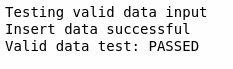 Testing valid data input
Insert data successful
Valid data test: PASSED